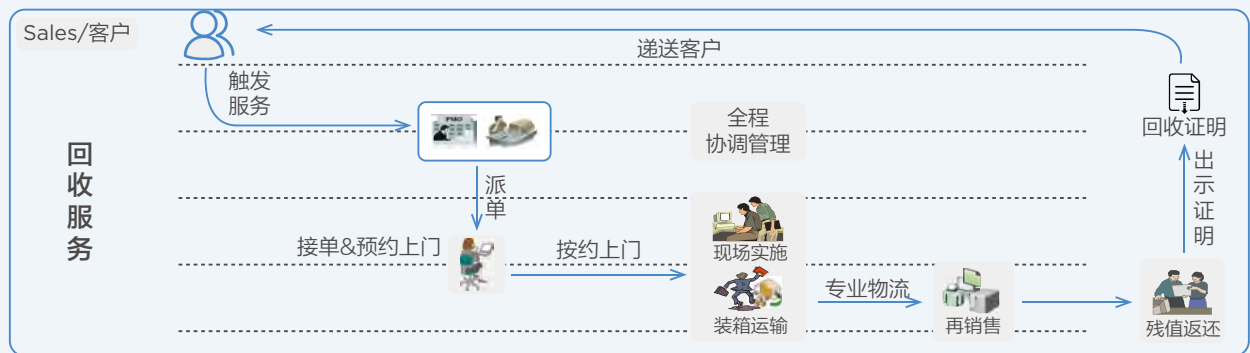 Sales/客户
递送客户
触发
服务
PMO
全程
协调管理
回收证明
回
收
服
务
派
单
出
示
证
明
接单&预约上门
按约上门
现场实施
专业物流
装箱运输
再销售
残值返还